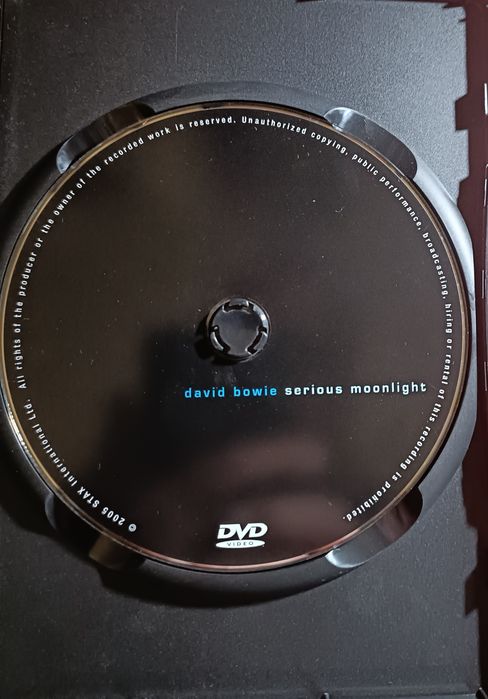 © 2005 STAX International Ltd. All rights of the producer or the owner of the recorded work is reserved. Unauthorized copying, public performance, broadcasting, hiring or rental of this recording is prohibited.
david bowie serious moonlight
DVD
VIDEO